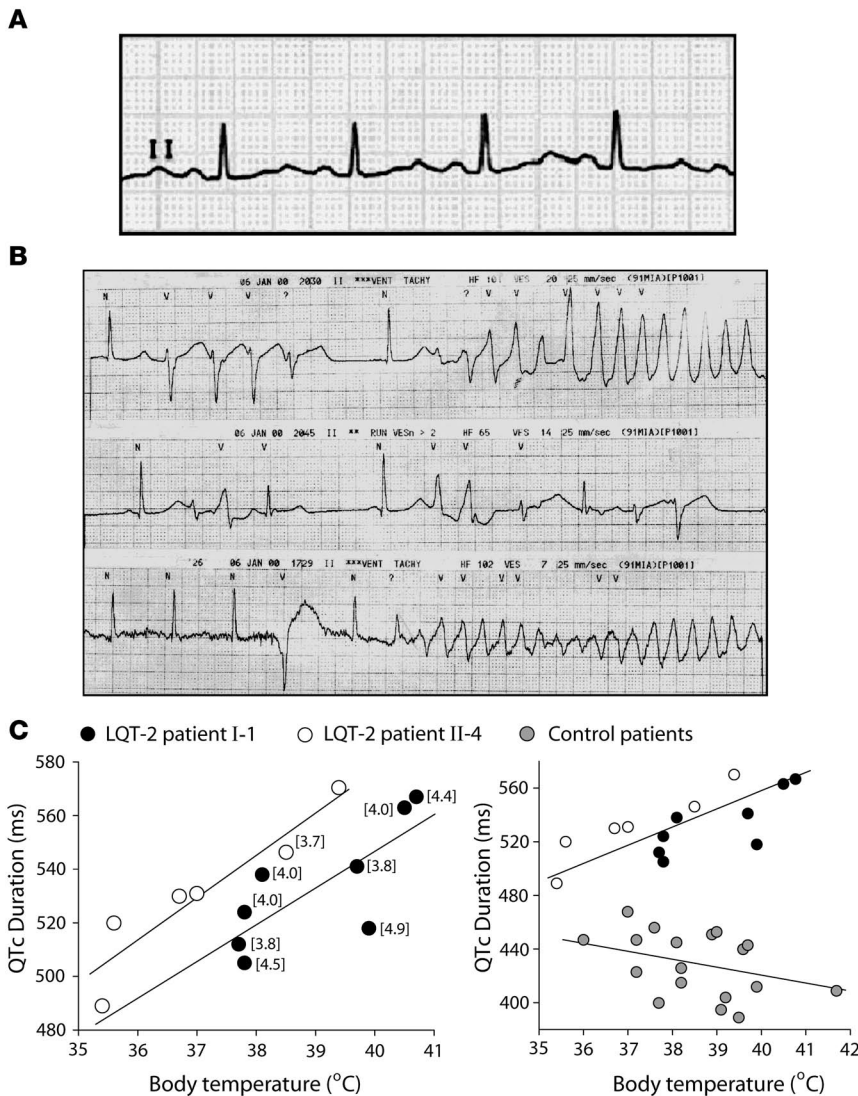 A
II
B
06 JAN 00 2030 II ***VENT TACHY HF 101 VES 20 25 mm/sec (91MIA)[P1001]
N V V V ? N ? V V V V V V
06 JAN 00 2045 II ** RUN VESn > 2 HF 65 VES 14 25 mm/sec (91MIA)[P1001]
N V V N V V V
26 06 JAN 00 1729 II ***VENT TACHY HF 102 VES 7 25 mm/sec (91MIA)[P1001]
N N N V N ? V V V V V V
C
LQT-2 patient I-1 LQT-2 patient II-4 Control patients
QTc Duration (ms)
580
560
540
520
500
480
[4.4]
[4.0]
[3.7]
[4.0]
[3.8]
[4.0]
[4.9]
[3.8]
[4.5]
35 36 37 38 39 40 41
Body temperature (°C)
QTc Duration (ms)
560
520
480
440
400
35 36 37 38 39 40 41 42
Body temperature (°C)